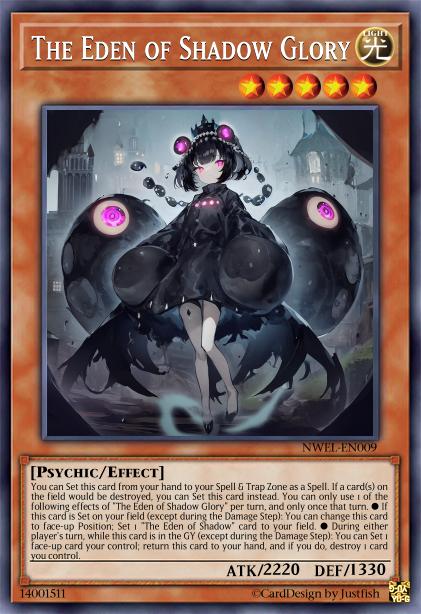 THE EDEN OF SHADOW GLORY
LIGHT
光
NWEL-EN009
[PSYCHIC/EFFECT]
You can Set this card from your hand to your Spell & Trap Zone as a Spell. If a card(s) on
the field would be destroyed, you can Set this card instead. You can only use 1 of the
following effects of "The Eden of Shadow Glory" per turn, and only once that turn. ● If
this card is Set on your field (except during the Damage Step): You can change this card
to face-up Position; Set 1 "The Eden of Shadow" card to your field. ● During either
player's turn, while this card is in the GY (except during the Damage Step): You can Set 1
face-up card your control; return this card to your hand, and if you do, destroy 1 card
you control.
ATK/2220 DEF/1330
14001511
©CardDesign by Justfish